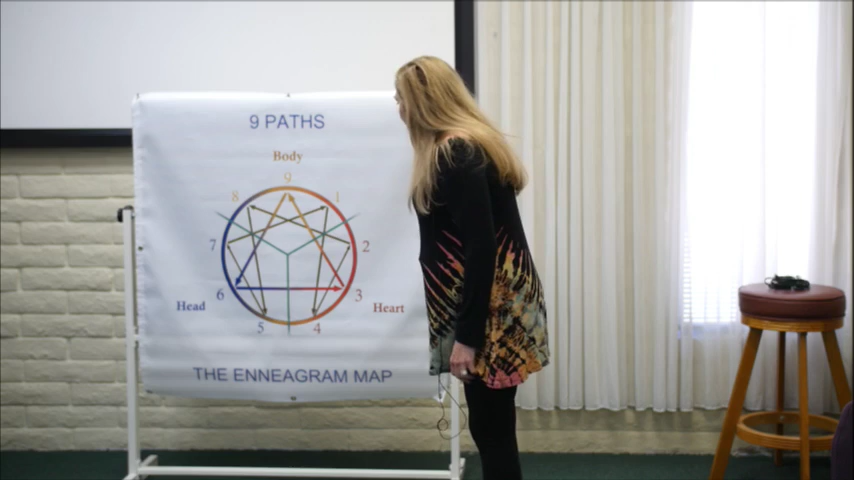 9 PATHS
Body
9
8 1
7 2
6 3
Head Heart
5 4
THE ENNEAGRAM MAP